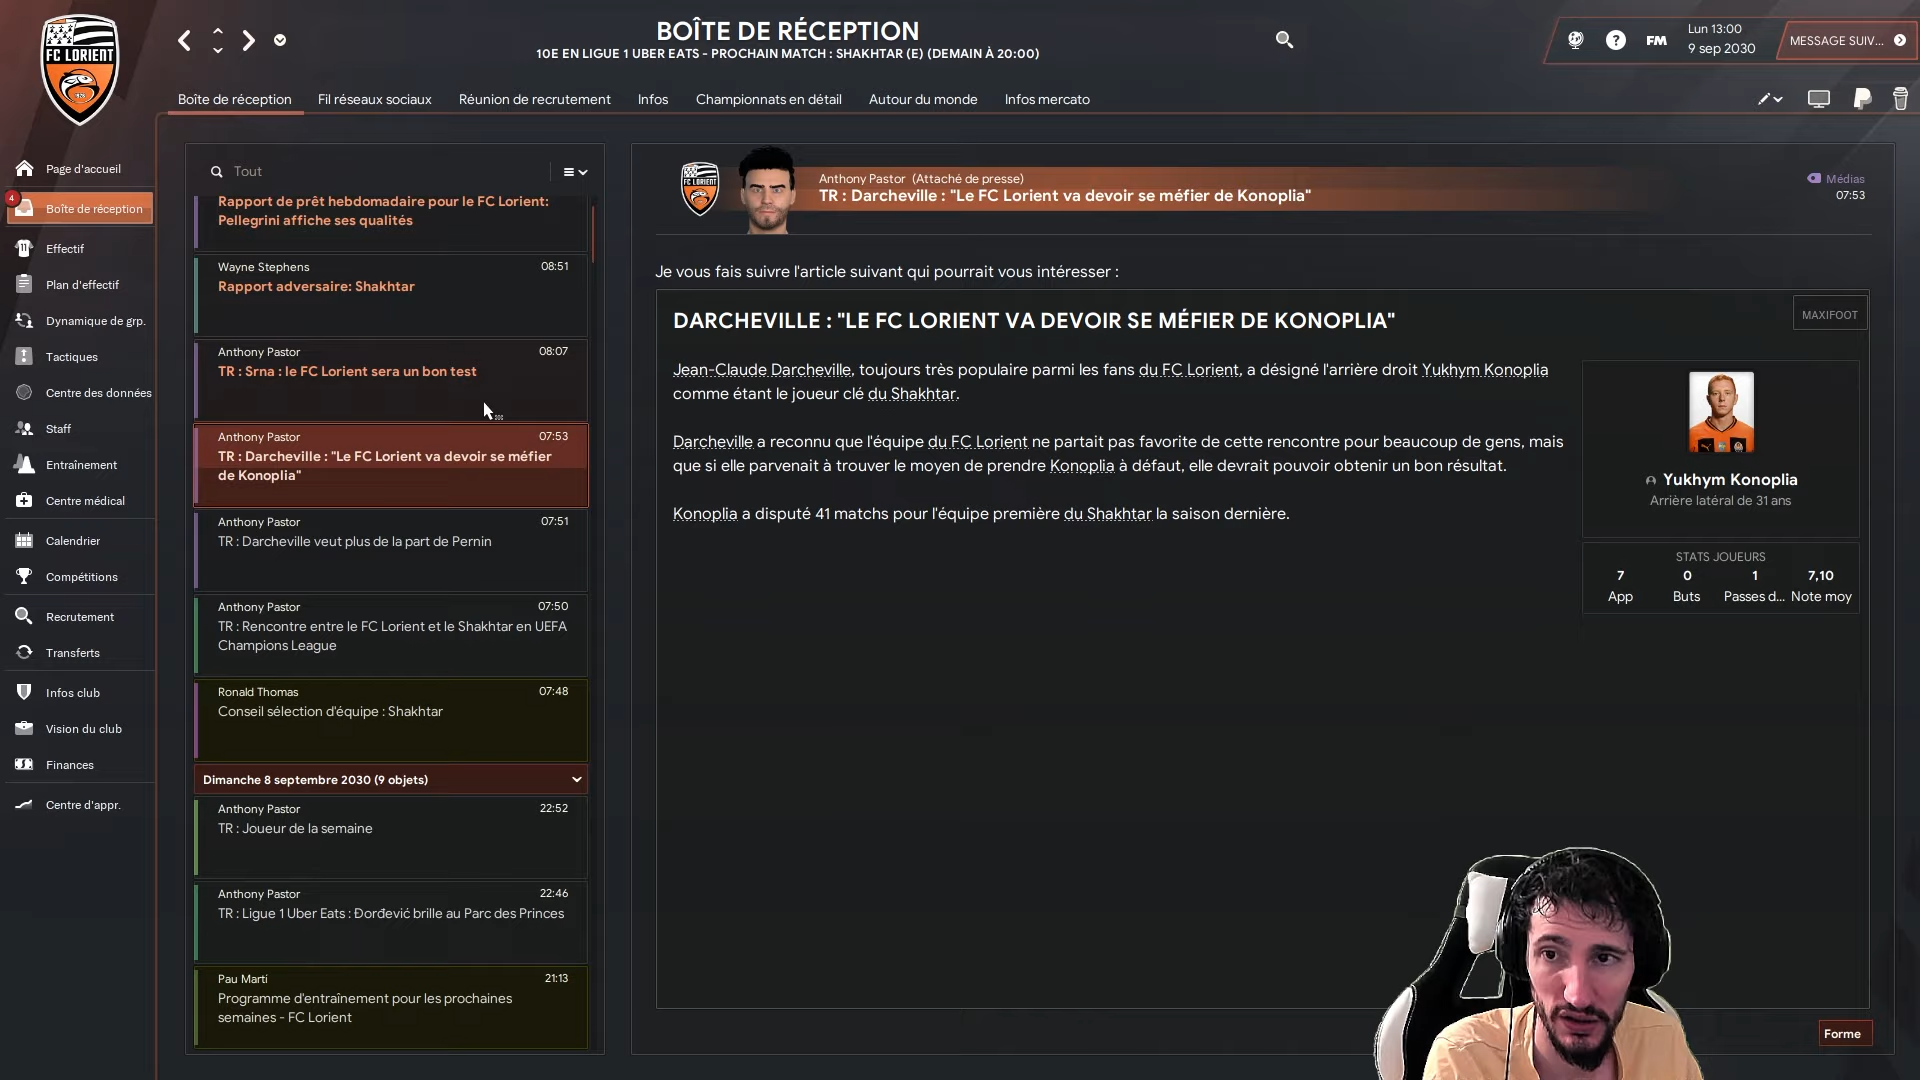 FC LORIENT
BOÎTE DE RÉCEPTION
10E EN LIGUE 1 UBER EATS - PROCHAIN MATCH : SHAKHTAR (E) (DEMAIN À 20:00)
FM
Lun 13:00
9 sep 2030
MESSAGE SUIV...
Boîte de réception
Fil réseaux sociaux
Réunion de recrutement
Infos
Championnats en détail
Autour du monde
Infos mercato
Page d'accueil
4
Boîte de réception
Effectif
Plan d'effectif
Dynamique de grp.
Tactiques
Centre des données
Staff
Entraînement
Centre médical
Calendrier
Compétitions
Recrutement
Transferts
Infos club
Vision du club
Finances
Centre d'appr.
Tout
Rapport de prêt hebdomadaire pour le FC Lorient:
Pellegrini affiche ses qualités
Wayne Stephens 08:51
Rapport adversaire: Shakhtar
Anthony Pastor 08:07
TR : Srna : le FC Lorient sera un bon test
Anthony Pastor 07:53
TR : Darcheville : "Le FC Lorient va devoir se méfier
de Konoplia"
Anthony Pastor 07:51
TR : Darcheville veut plus de la part de Pernin
Anthony Pastor 07:50
TR : Rencontre entre le FC Lorient et le Shakhtar en UEFA
Champions League
Ronald Thomas 07:48
Conseil sélection d'équipe : Shakhtar
Dimanche 8 septembre 2030 (9 objets)
Anthony Pastor 22:52
TR : Joueur de la semaine
Anthony Pastor 22:46
TR : Ligue 1 Uber Eats : Đorđević brille au Parc des Princes
Pau Martí 21:13
Programme d'entraînement pour les prochaines
semaines - FC Lorient
FC LORIENT
Anthony Pastor (Attaché de presse)
TR : Darcheville : "Le FC Lorient va devoir se méfier de Konoplia"
Médias
07:53
Je vous fais suivre l'article suivant qui pourrait vous intéresser :
DARCHEVILLE : "LE FC LORIENT VA DEVOIR SE MÉFIER DE KONOPLIA"
MAXIFOOT
Jean-Claude Darcheville, toujours très populaire parmi les fans du FC Lorient, a désigné l'arrière droit Yukhym Konoplia
comme étant le joueur clé du Shakhtar.
Darcheville a reconnu que l'équipe du FC Lorient ne partait pas favorite de cette rencontre pour beaucoup de gens, mais
que si elle parvenait à trouver le moyen de prendre Konoplia à défaut, elle devrait pouvoir obtenir un bon résultat.
Konoplia a disputé 41 matchs pour l'équipe première du Shakhtar la saison dernière.
Yukhym Konoplia
Arrière latéral de 31 ans
STATS JOUEURS
7 0 1 7,10
App Buts Passes d... Note moy
Forme